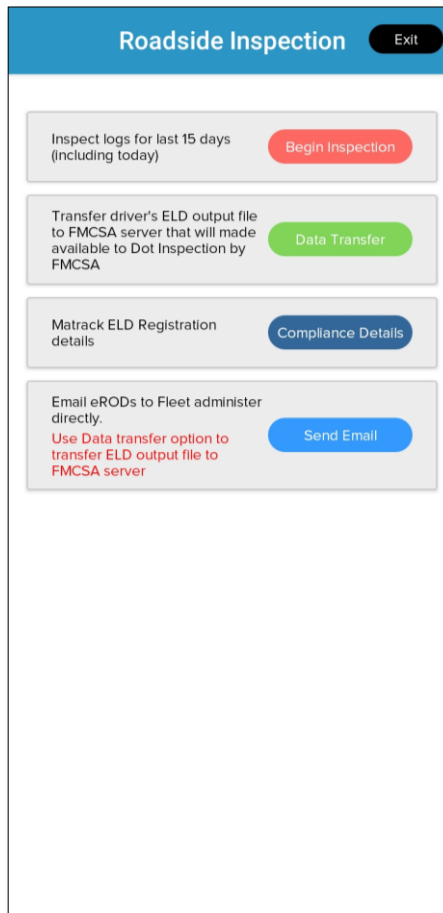 Roadside Inspection
Exit
Inspect logs for last 15 days
(including today)
Begin Inspection
Transfer driver's ELD output file
to FMCSA server that will made
available to Dot Inspection by
FMCSA
Data Transfer
Matrack ELD Registration
details
Compliance Details
Email eRODs to Fleet administer
directly.
Use Data transfer option to
transfer ELD output file to
FMCSA server
Send Email